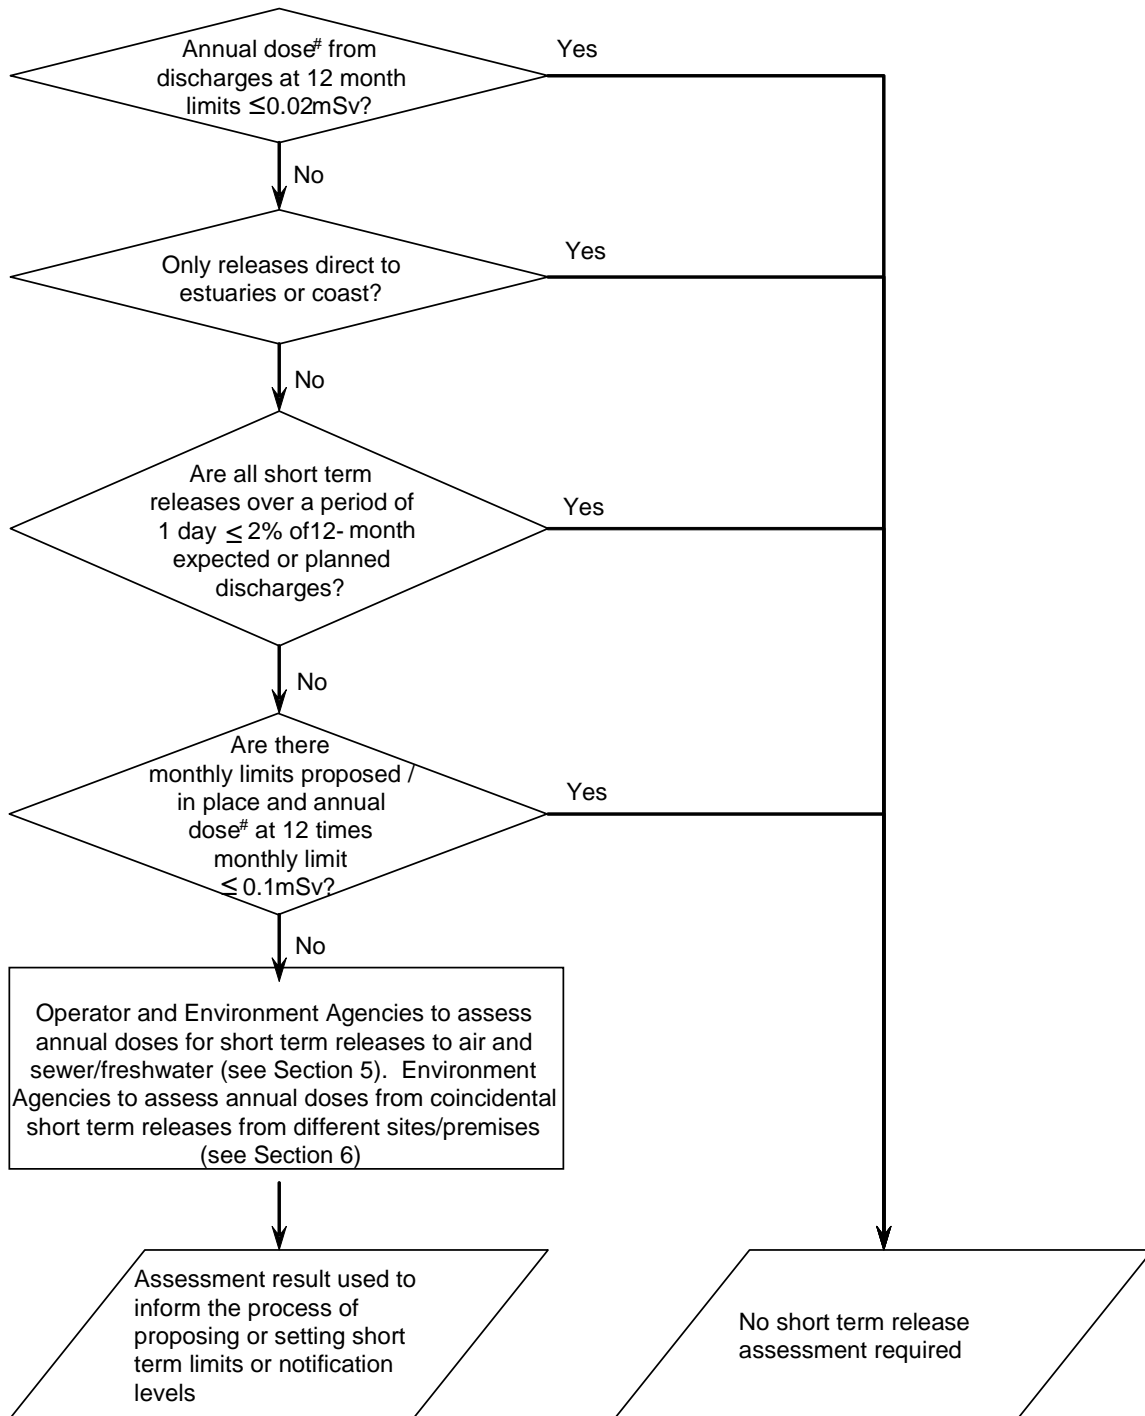 Annual dose# from
discharges at 12 month
limits ≤0.02mSv?
Yes
No
Only releases direct to
estuaries or coast?
Yes
No
Are all short term
releases over a period of
1 day ≤ 2% of12- month
expected or planned
discharges?
Yes
No
Are there
monthly limits proposed /
in place and annual
dose# at 12 times
monthly limit
≤ 0.1mSv?
Yes
No
Operator and Environment Agencies to assess
annual doses for short term releases to air and
sewer/freshwater (see Section 5).  Environment
Agencies to assess annual doses from coincidental
short term releases from different sites/premises
(see Section 6)
Assessment result used to
inform the process of
proposing or setting short
term limits or notification
levels
No short term release
assessment required